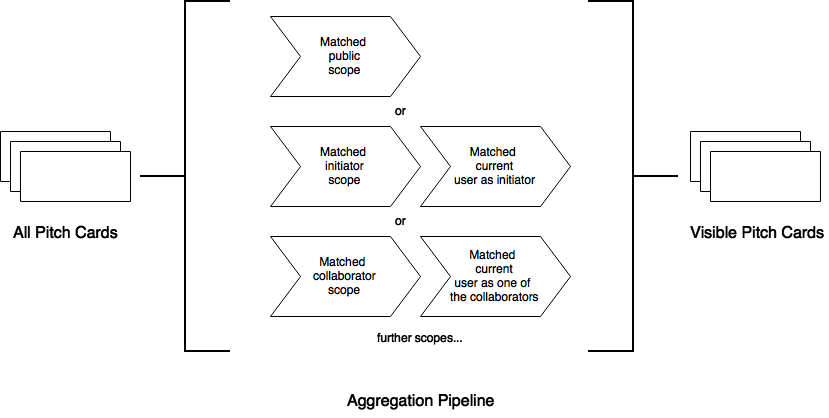 Matched
public
scope
or
Matched
initiator
scope
Matched
current
user as initiator
or
Matched
collaborator
scope
Matched
current
user as one of
the collaborators
further scopes...
All Pitch Cards
Visible Pitch Cards
Aggregation Pipeline